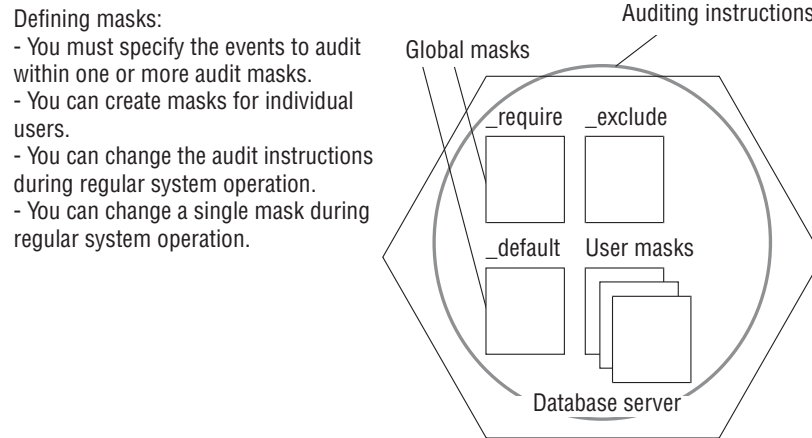 Defining masks:
- You must specify the events to audit
within one or more audit masks.
- You can create masks for individual
users.
- You can change the audit instructions
during regular system operation.
- You can change a single mask during
regular system operation.
Auditing instructions
Global masks
_require
_exclude
_default
User masks
Database server